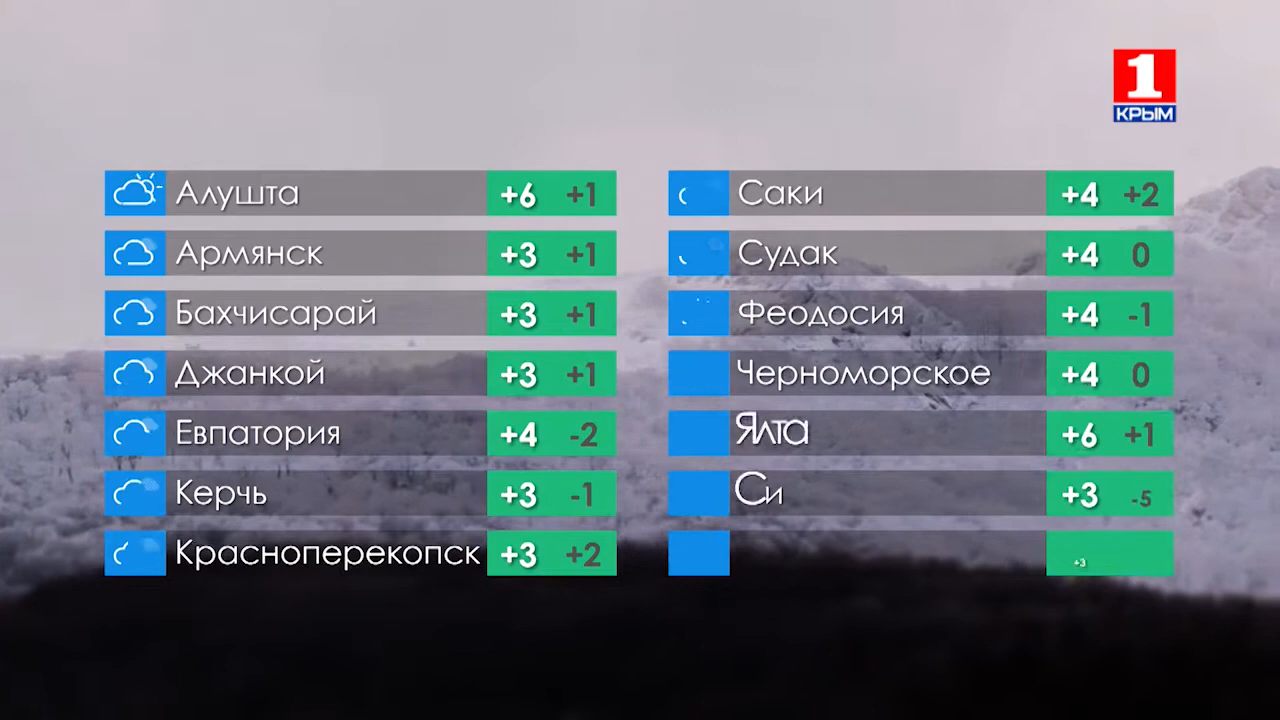 1
КРЫМ
Алушта +6 +1
Армянск +3 +1
Бахчисарай +3 +1
Джанкой +3 +1
Евпатория +4 -2
Керчь +3 -1
Красноперекопск +3 +2
Саки +4 +2
Судак +4 0
Феодосия +4 -1
Черноморское +4 0
Ялта +6 +1
Си +3 -5
+3